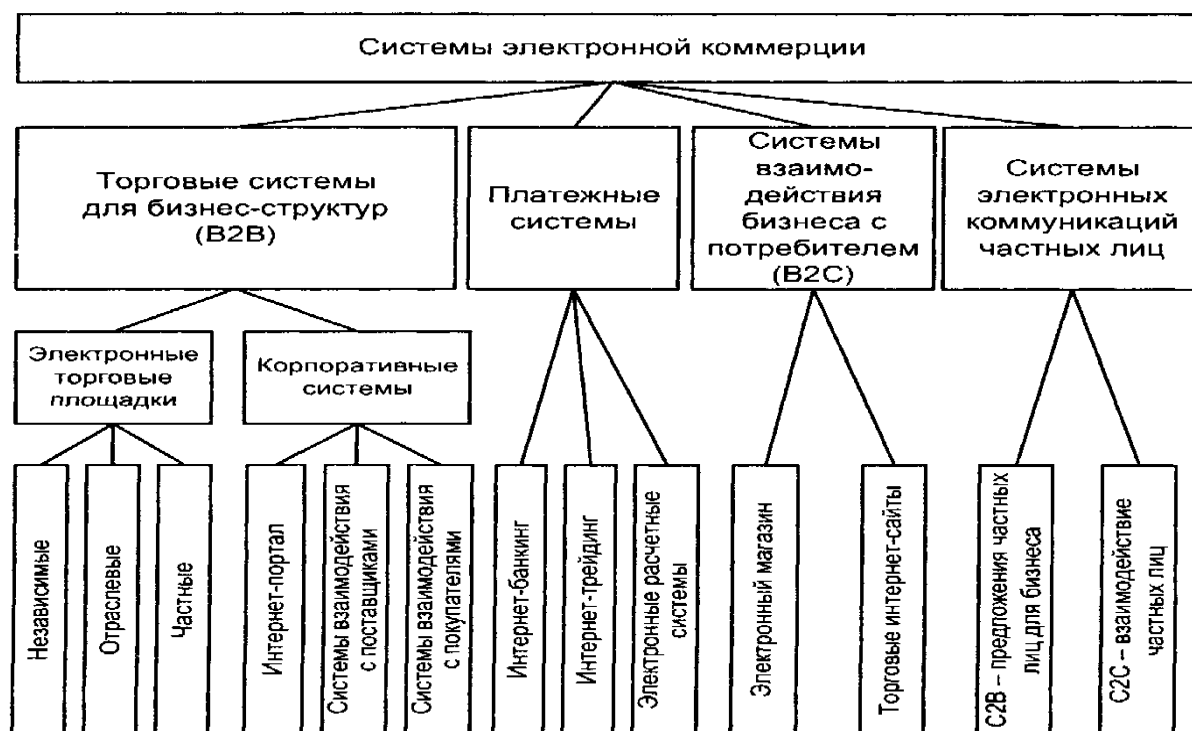 Системы электронной коммерции
Торговые системы
для бизнес-структур
(B2B)
Платежные
системы
Системы
взаимо-
действия
бизнеса с
потребителем
(B2C)
Системы
электронных
коммуникаций
частных лиц
Электронные
торговые
площадки
Корпоративные
системы
Независимые
Отраслевые
Частные
Интернет-портал
Системы взаимодействия
с поставщиками
Системы взаимодействия
с покупателями
Интернет-банкинг
Интернет-трейдинг
Электронные расчетные
системы
Электронный магазин
Торговые интернет-сайты
C2B – предложения частных
лиц для бизнеса
C2C – взаимодействие
частных лиц